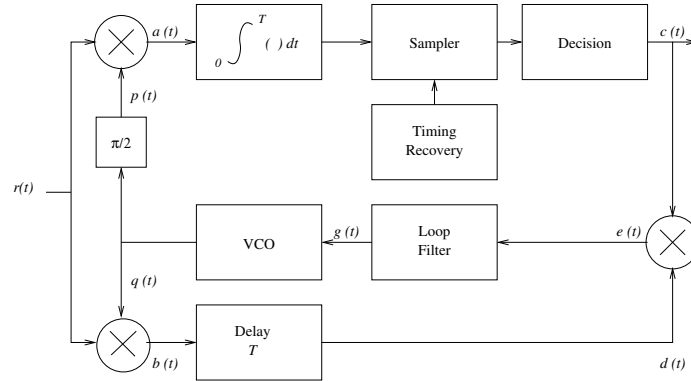 a (t)
T
∫ ( ) dt
0
Sampler
Decision
c (t)
p (t)
π/2
Timing
Recovery
r(t)
VCO
g (t)
Loop
Filter
e (t)
q (t)
b (t)
Delay
T
d (t)